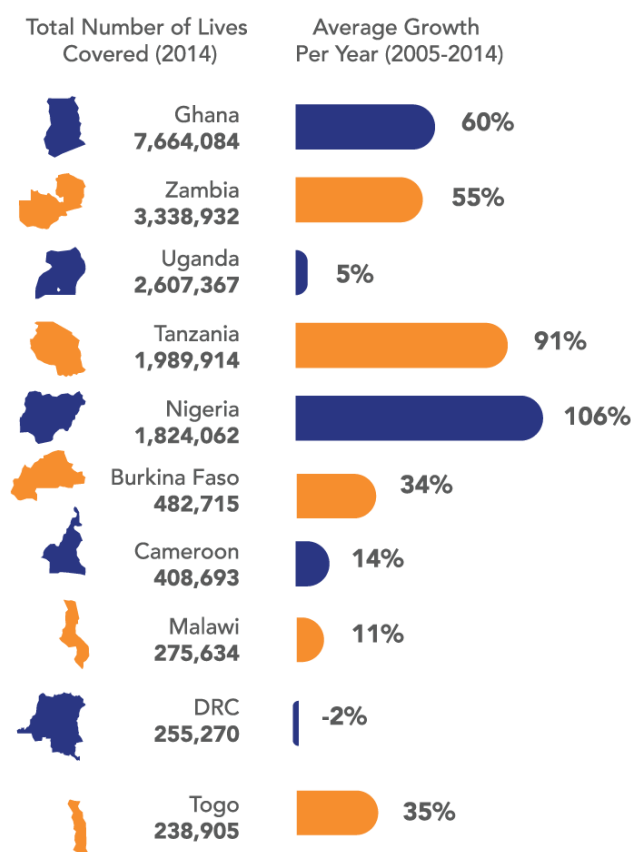 Total Number of Lives
Covered (2014)
Average Growth
Per Year (2005-2014)
Ghana
7,664,084
60%
Zambia
3,338,932
55%
Uganda
2,607,367
5%
Tanzania
1,989,914
91%
Nigeria
1,824,062
106%
Burkina Faso
482,715
34%
Cameroon
408,693
14%
Malawi
275,634
11%
DRC
255,270
-2%
Togo
238,905
35%